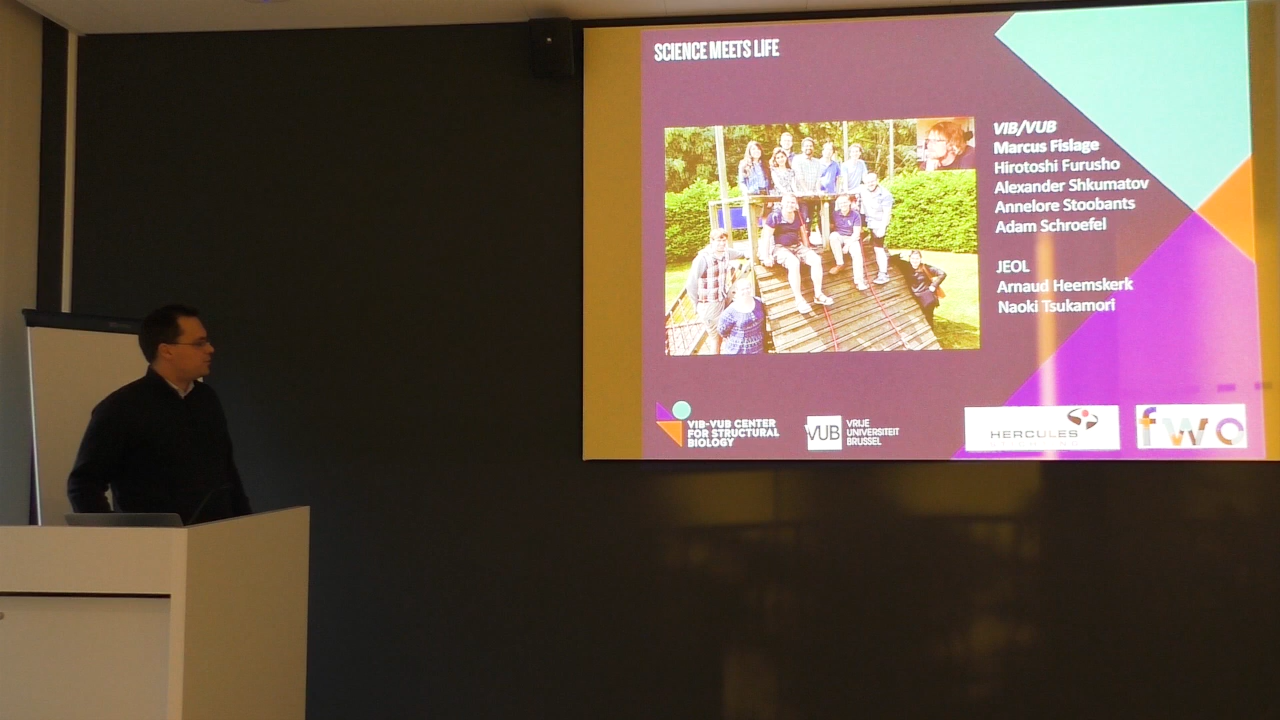 SCIENCE MEETS LIFE
VIB/VUB
Marcus Fislage
Hirotoshi Furusho
Alexander Shkumatov
Annelore Stoobants
Adam Schroefel
JEOL
Arnaud Heemskerk
Naoki Tsukamori
VIB-VUB CENTER
FOR STRUCTURAL
BIOLOGY
VUB
VRIJE
UNIVERSITEIT
BRUSSEL
HERCULES
fwo